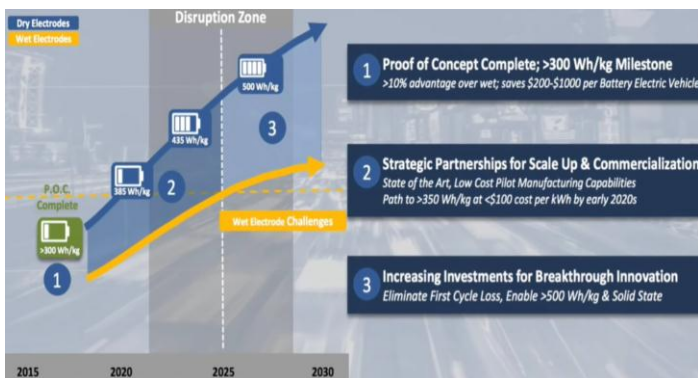 Dry Electrodes
Wet Electrodes
Disruption Zone
500 Wh/kg
435 Wh/kg
385 Wh/kg
P.O.C.
Complete
>300 Wh/kg
1
2
3
Wet Electrode Challenges
2015
2020
2025
2030
1
Proof of Concept Complete; >300 Wh/kg Milestone
>10% advantage over wet; saves $200-$1000 per Battery Electric Vehicle
2
Strategic Partnerships for Scale Up & Commercialization
State of the Art, Low Cost Pilot Manufacturing Capabilities
Path to >350 Wh/kg at <$100 cost per kWh by early 2020s
3
Increasing Investments for Breakthrough Innovation
Eliminate First Cycle Loss, Enable >500 Wh/kg & Solid State